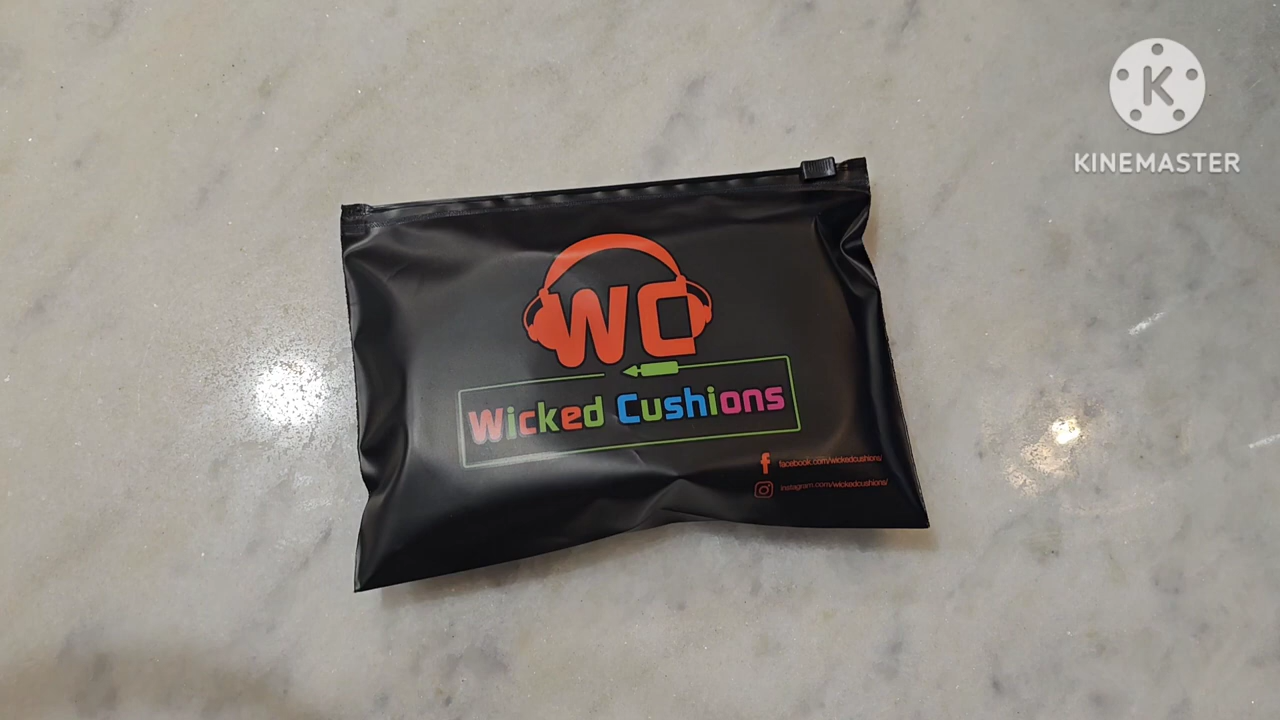 K
KINEMASTER
WC
Wicked Cushions
facebook.com/wickedcushions/
instagram.com/wickedcushions/